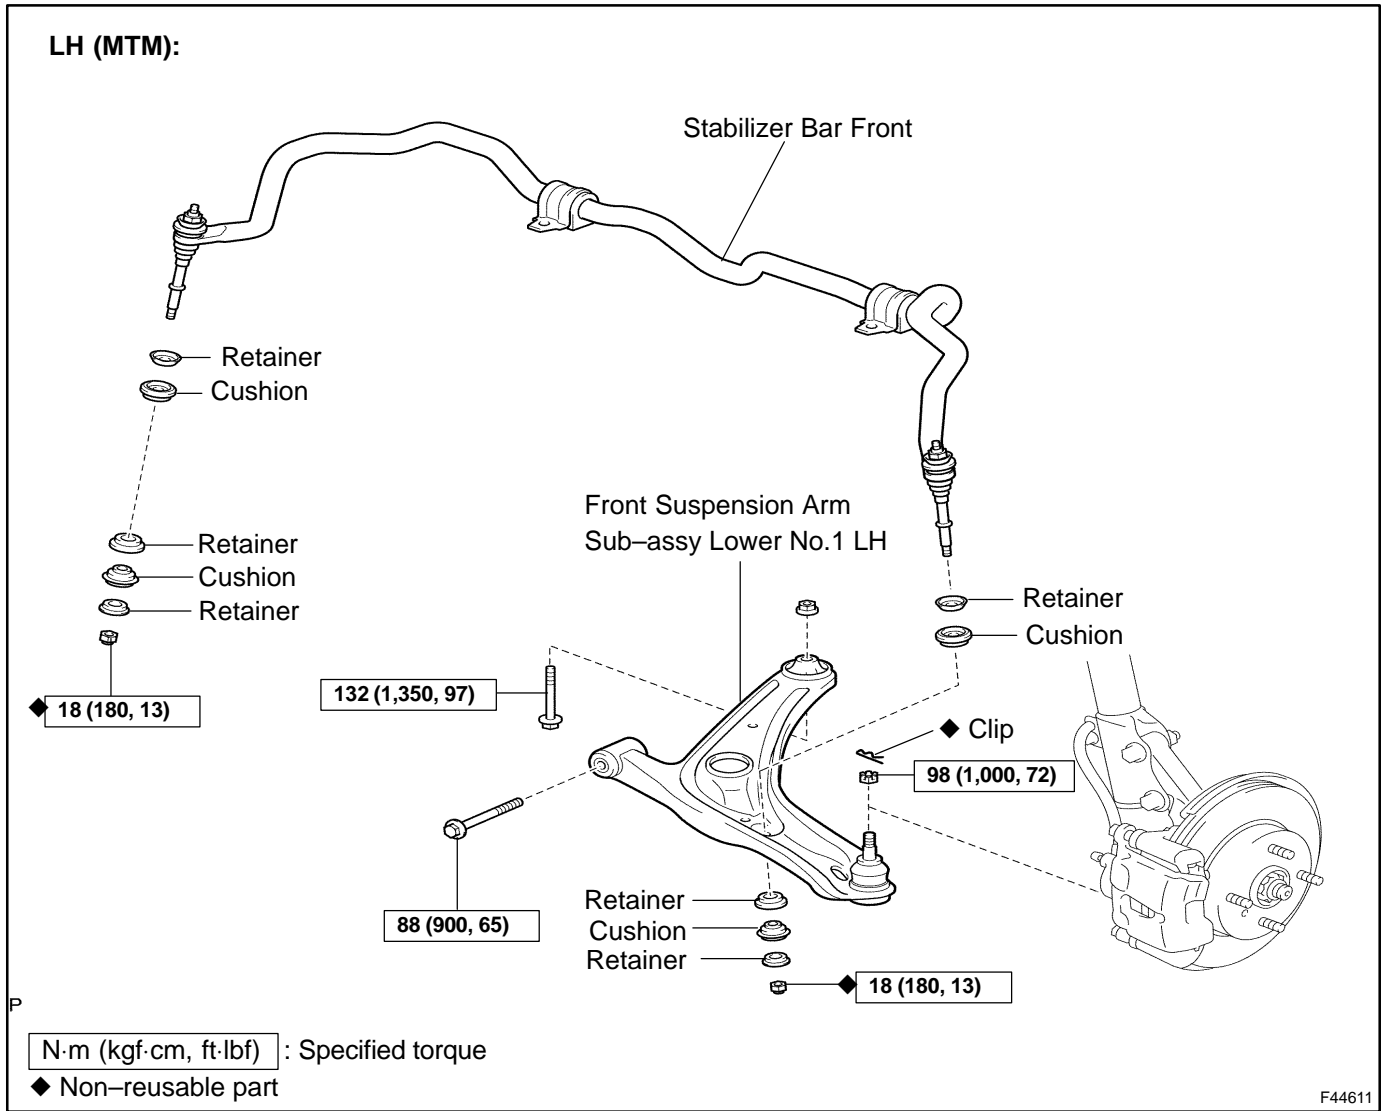 LH (MTM):
Stabilizer Bar Front
Retainer
Cushion
Front Suspension Arm
Sub–assy Lower No.1 LH
Retainer
Cushion
Retainer
Retainer
Cushion
132 (1,350, 97)
◆ 18 (180, 13)
◆ Clip
98 (1,000, 72)
88 (900, 65)
Retainer
Cushion
Retainer
◆ 18 (180, 13)
P
N·m (kgf·cm, ft·lbf) : Specified torque
◆ Non–reusable part
F44611